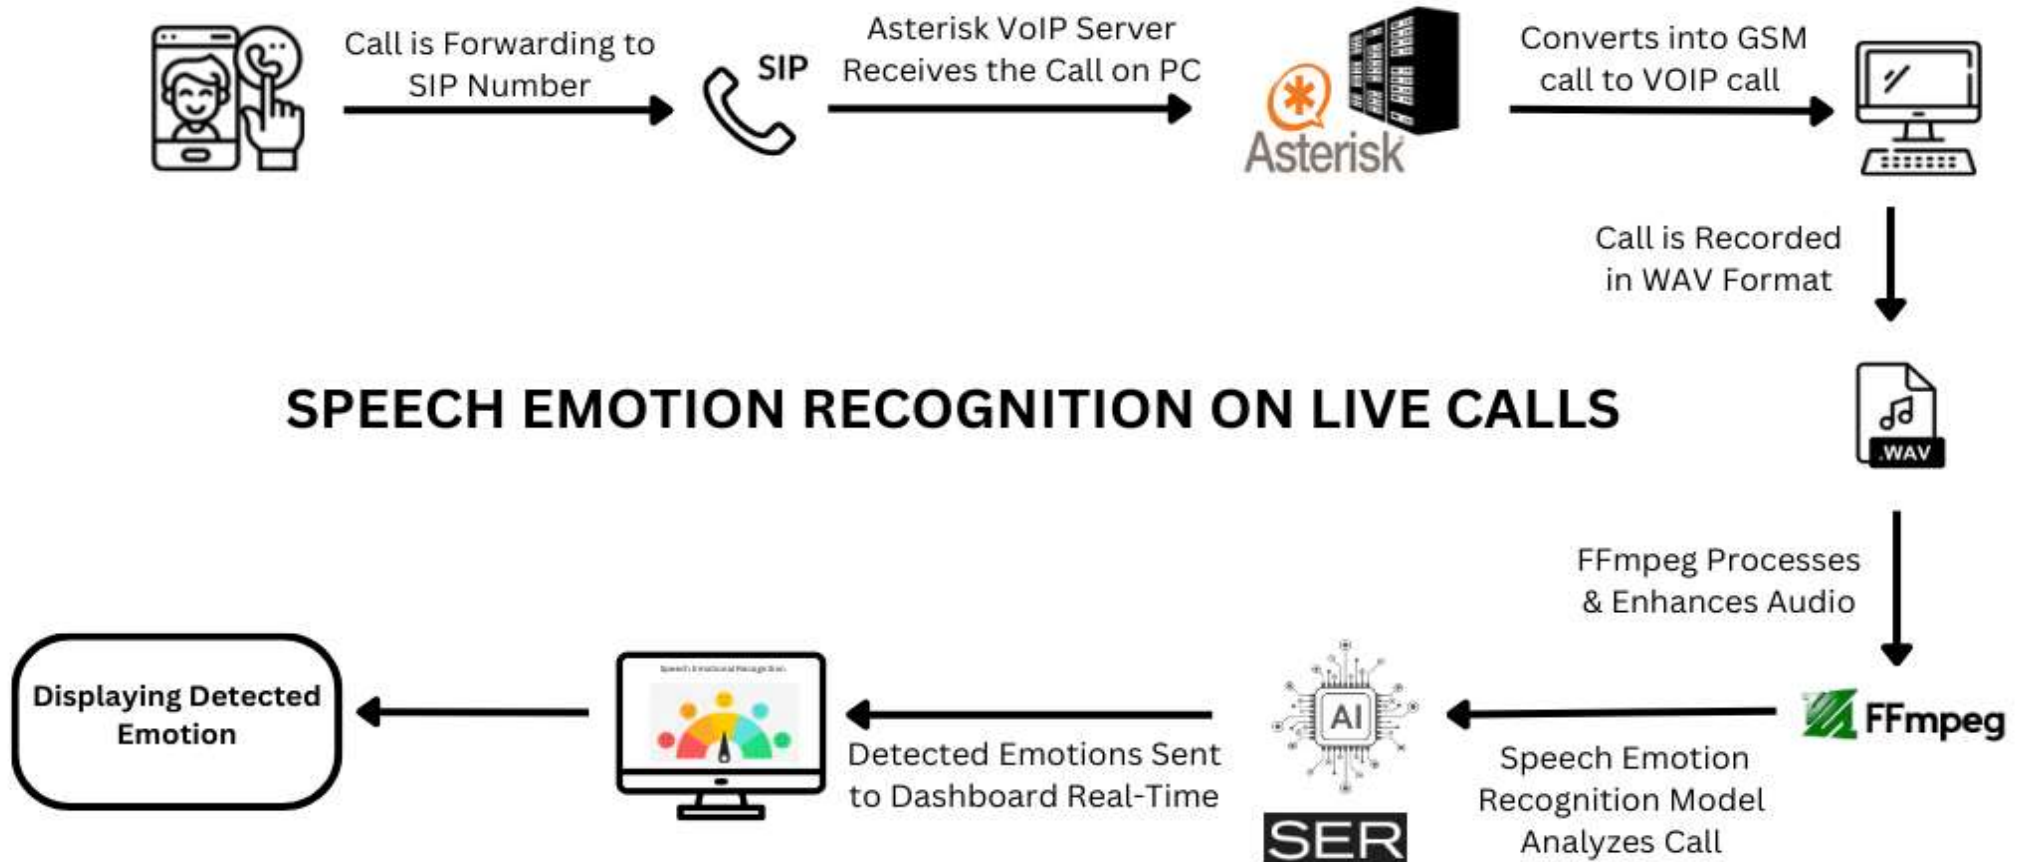 Call is Forwarding to
SIP Number
SIP
Asterisk VoIP Server
Receives the Call on PC
Asterisk
Converts into GSM
call to VOIP call
Call is Recorded
in WAV Format
SPEECH EMOTION RECOGNITION ON LIVE CALLS
.WAV
FFmpeg Processes
& Enhances Audio
FFmpeg
Speech Emotion
Recognition Model
Analyzes Call
AI
SER
Detected Emotions Sent
to Dashboard Real-Time
Speech Emotional Recognition
Displaying Detected
Emotion